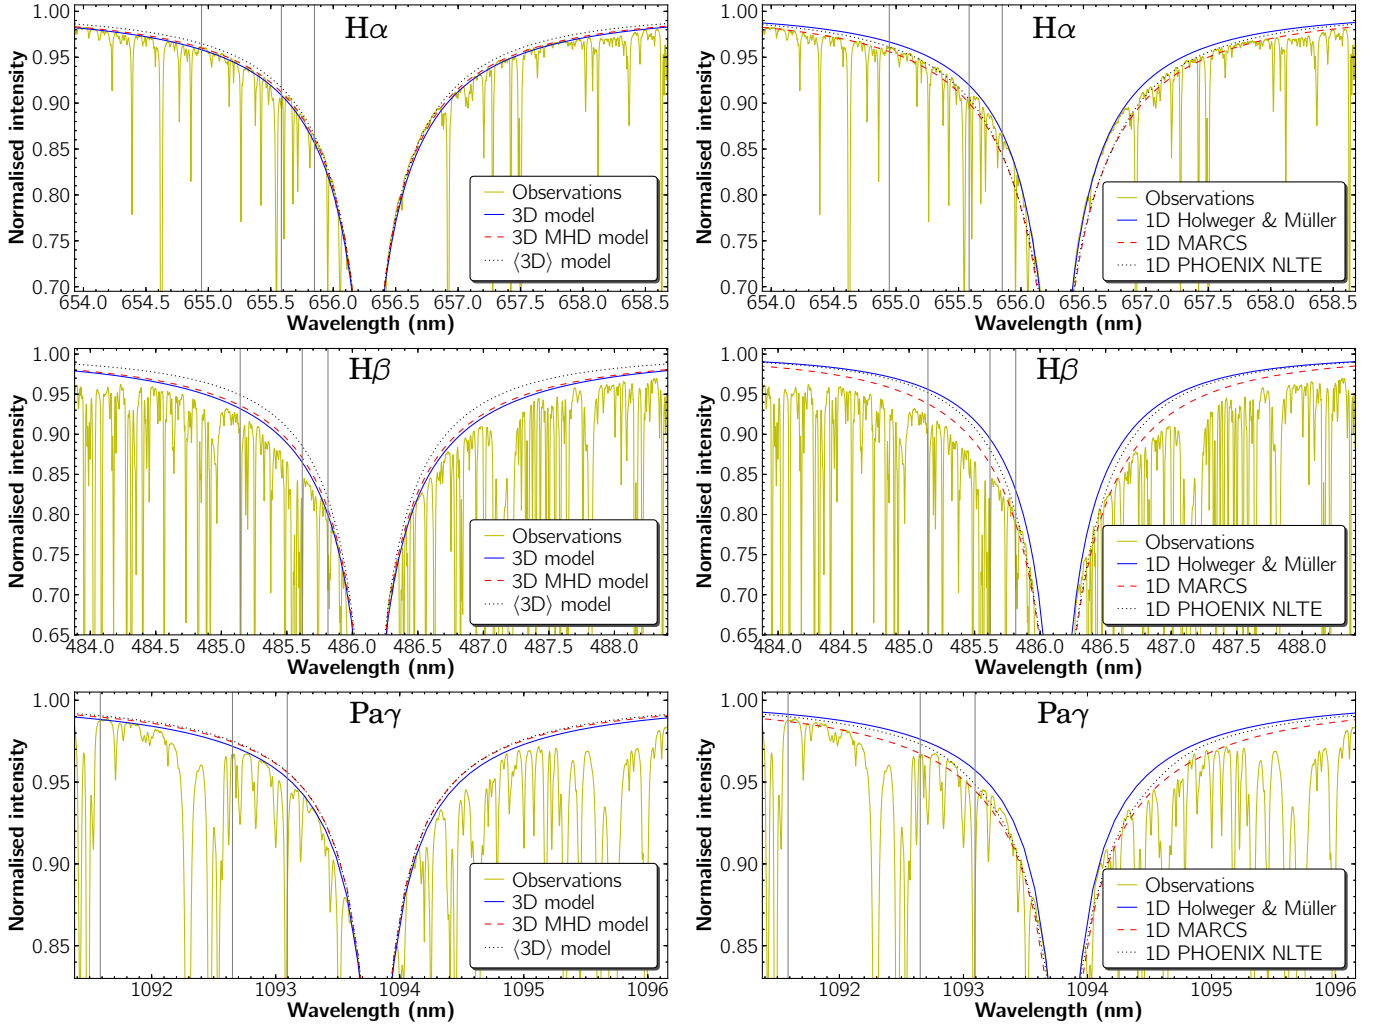 Hα
Normalised intensity
1.00
0.95
0.90
0.85
0.80
0.75
0.70
Observations
3D model
3D MHD model
⟨3D⟩ model
654.0 654.5 655.0 655.5 656.0 656.5 657.0 657.5 658.0 658.5
Wavelength (nm)
Hα
Normalised intensity
1.00
0.95
0.90
0.85
0.80
0.75
0.70
Observations
1D Holweger & Müller
1D MARCS
1D PHOENIX NLTE
654.0 654.5 655.0 655.5 656.0 656.5 657.0 657.5 658.0 658.5
Wavelength (nm)
Hβ
Normalised intensity
1.00
0.95
0.90
0.85
0.80
0.75
0.70
0.65
Observations
3D model
3D MHD model
⟨3D⟩ model
484.0 484.5 485.0 485.5 486.0 486.5 487.0 487.5 488.0
Wavelength (nm)
Hβ
Normalised intensity
1.00
0.95
0.90
0.85
0.80
0.75
0.70
0.65
Observations
1D Holweger & Müller
1D MARCS
1D PHOENIX NLTE
484.0 484.5 485.0 485.5 486.0 486.5 487.0 487.5 488.0
Wavelength (nm)
Paγ
Normalised intensity
1.00
0.95
0.90
0.85
Observations
3D model
3D MHD model
⟨3D⟩ model
1092 1093 1094 1095 1096
Wavelength (nm)
Paγ
Normalised intensity
1.00
0.95
0.90
0.85
Observations
1D Holweger & Müller
1D MARCS
1D PHOENIX NLTE
1092 1093 1094 1095 1096
Wavelength (nm)